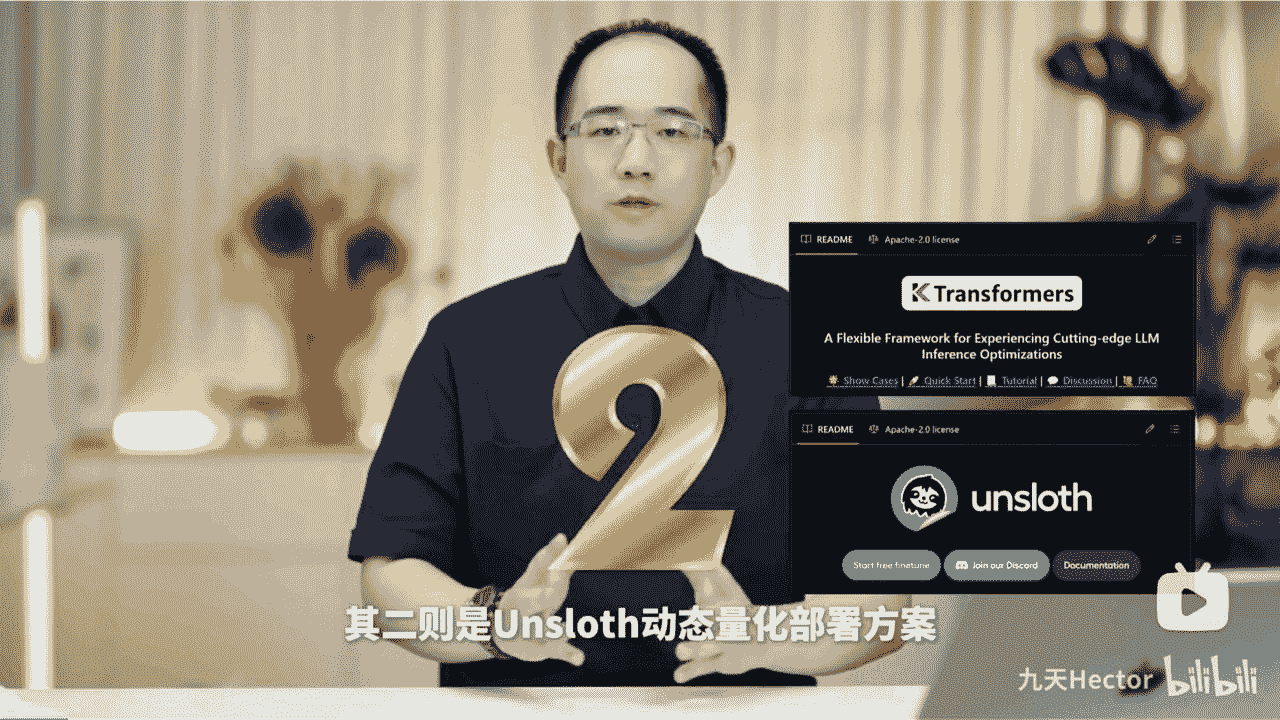 README Apache-2.0 license
KTransformers
A Flexible Framework for Experiencing Cutting-edge LLM
Inference Optimizations
Show Cases | Quick Start | Tutorial | Discussion | FAQ
2
README Apache-2.0 license
unsloth
Start free finetune Join our Discord Documentation
其二则是Unsloth动态量化部署方案
九天Hector bilibili